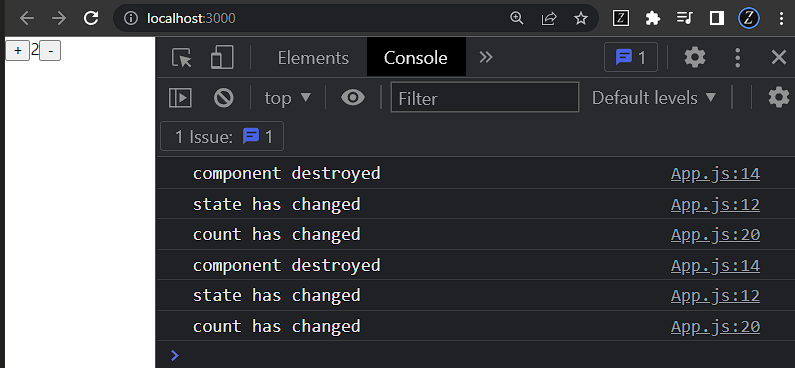 localhost:3000
+ 2 -
Elements Console 1
top Filter Default levels
1 Issue: 1
component destroyed App.js:14
state has changed App.js:12
count has changed App.js:20
component destroyed App.js:14
state has changed App.js:12
count has changed App.js:20